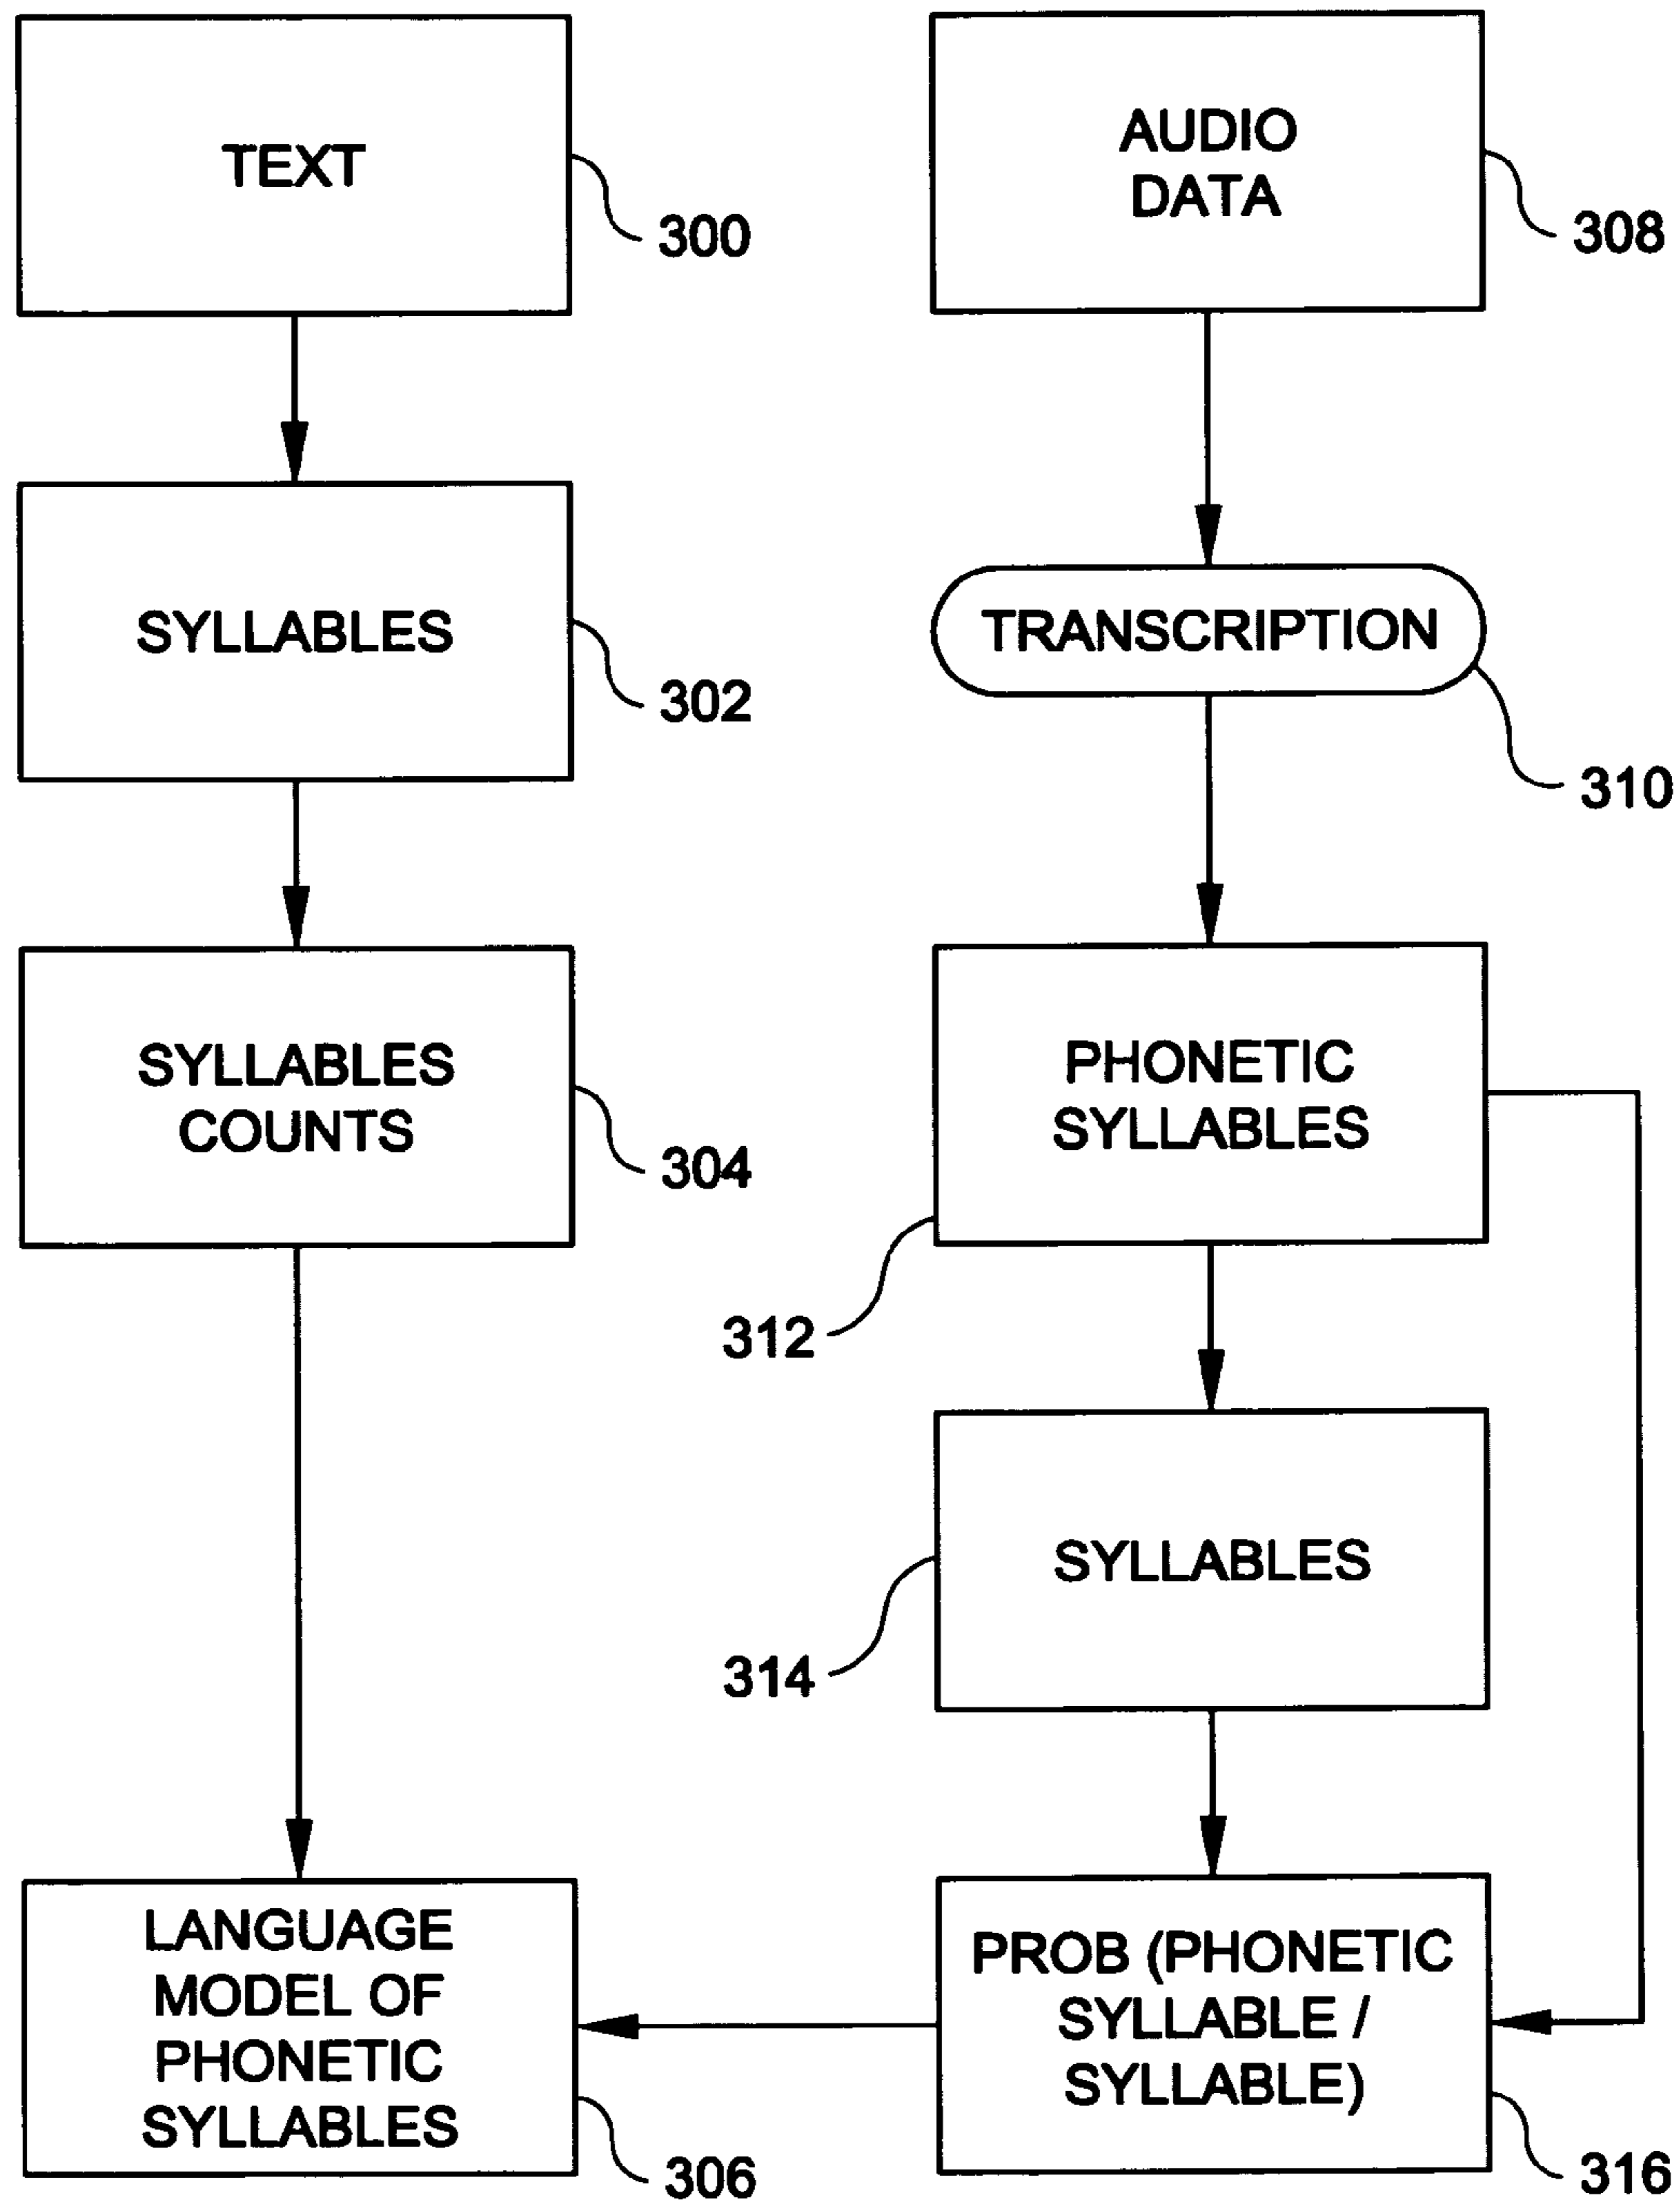 TEXT
300
SYLLABLES
302
SYLLABLES
COUNTS
304
LANGUAGE
MODEL OF
PHONETIC
SYLLABLES
306
AUDIO
DATA
308
TRANSCRIPTION
310
PHONETIC
SYLLABLES
312
SYLLABLES
314
PROB (PHONETIC
SYLLABLE /
SYLLABLE)
316